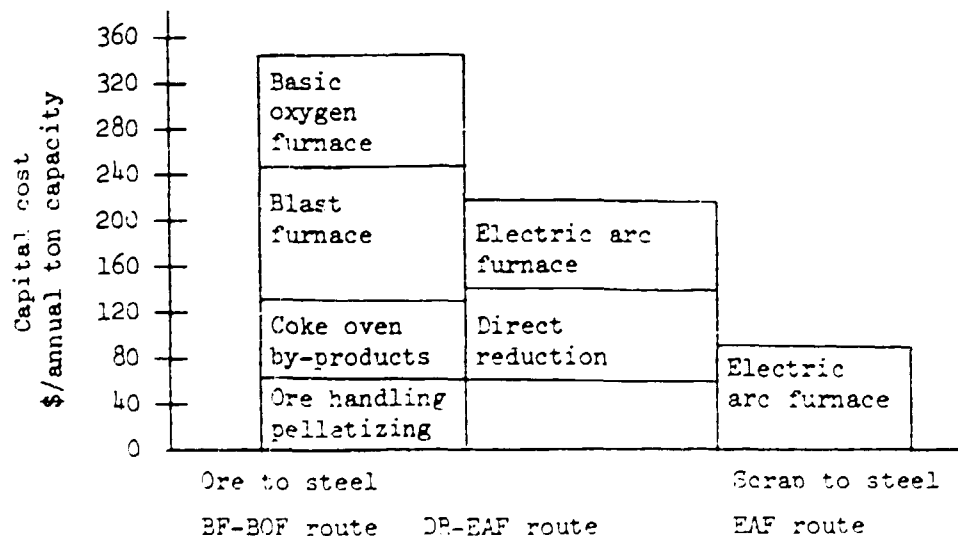 Capital cost
$/annual ton capacity
360
320
280
240
200
160
120
80
40
0
Basic
oxygen
furnace
Blast
furnace
Coke oven
by-products
Ore handling
pelletizing
Electric arc
furnace
Direct
reduction
Electric
arc furnace
Ore to steel
Scrap to steel
BF-BOF route
DR-EAF route
EAF route